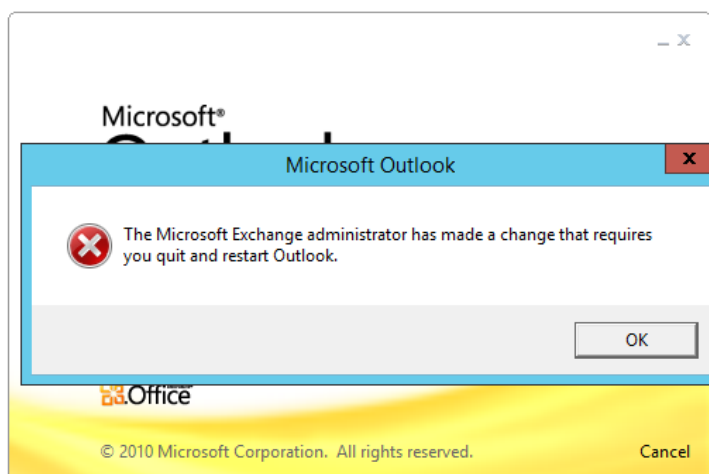 Microsoft®
Microsoft Outlook
x
The Microsoft Exchange administrator has made a change that requires
you quit and restart Outlook.
OK
Office
© 2010 Microsoft Corporation. All rights reserved.
Cancel